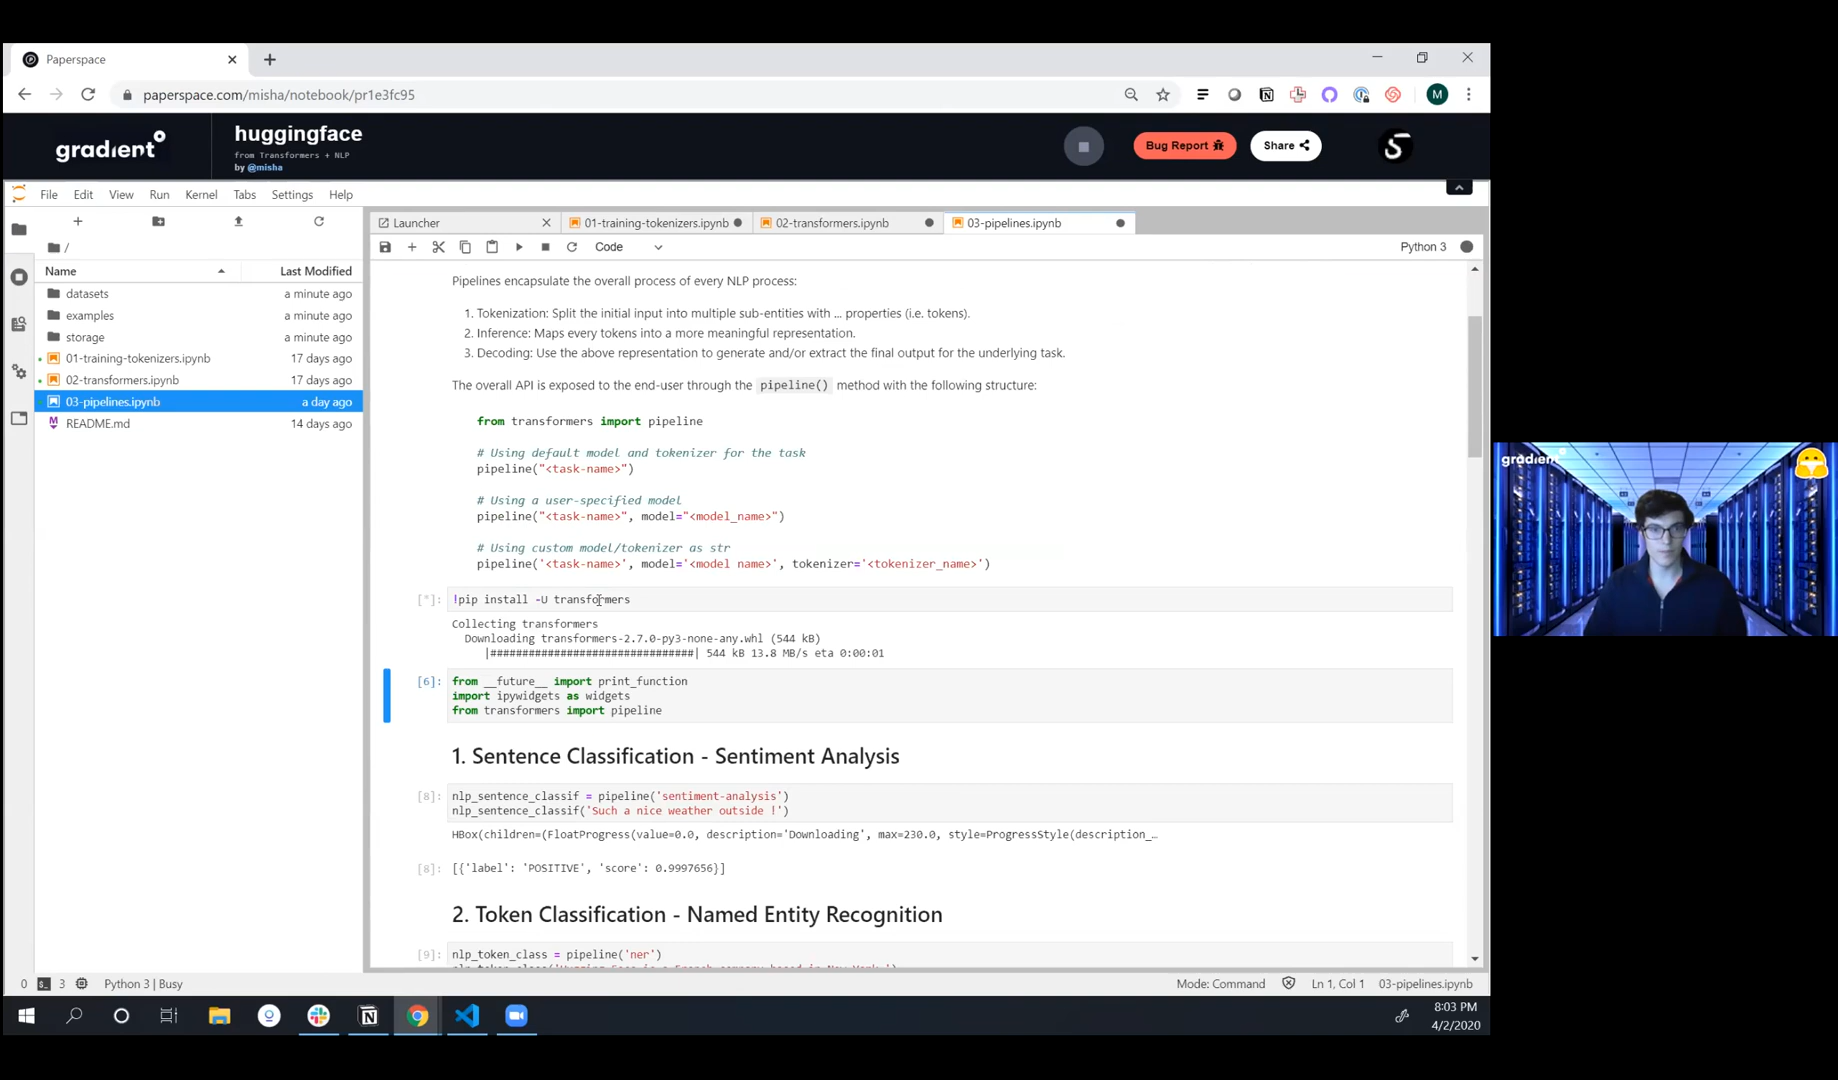 Paperspace
paperspace.com/misha/notebook/pr1e3fc95
M
gradient
huggingface
from Transformers + NLP
by @misha
Bug Report
Share
File Edit View Run Kernel Tabs Settings Help
Launcher
01-training-tokenizers.ipynb
02-transformers.ipynb
03-pipelines.ipynb
Code
Python 3
/
Name Last Modified
datasets a minute ago
examples a minute ago
storage a minute ago
01-training-tokenizers.ipynb 17 days ago
02-transformers.ipynb 17 days ago
03-pipelines.ipynb a day ago
README.md 14 days ago
Pipelines encapsulate the overall process of every NLP process:
1. Tokenization: Split the initial input into multiple sub-entities with ... properties (i.e. tokens).
2. Inference: Maps every tokens into a more meaningful representation.
3. Decoding: Use the above representation to generate and/or extract the final output for the underlying task.
The overall API is exposed to the end-user through the pipeline() method with the following structure:
from transformers import pipeline
# Using default model and tokenizer for the task
pipeline("<task-name>")
# Using a user-specified model
pipeline("<task-name>", model="<model_name>")
# Using custom model/tokenizer as str
pipeline('<task-name>', model='<model name>', tokenizer='<tokenizer_name>')
[*]: !pip install -U transformers
Collecting transformers
Downloading transformers-2.7.0-py3-none-any.whl (544 kB)
|################################| 544 kB 13.8 MB/s eta 0:00:01
[6]: from __future__ import print_function
import ipywidgets as widgets
from transformers import pipeline
1. Sentence Classification - Sentiment Analysis
[8]: nlp_sentence_classif = pipeline('sentiment-analysis')
nlp_sentence_classif('Such a nice weather outside !')
HBox(children=(FloatProgress(value=0.0, description='Downloading', max=230.0, style=ProgressStyle(description_…
[8]: [{'label': 'POSITIVE', 'score': 0.9997656}]
2. Token Classification - Named Entity Recognition
[9]: nlp_token_class = pipeline('ner')
nlp_token_class('Hugging Face is a French company based in New-York.')
0 3 Python 3 | Busy
Mode: Command Ln 1, Col 1 03-pipelines.ipynb
8:03 PM
4/2/2020
gradient